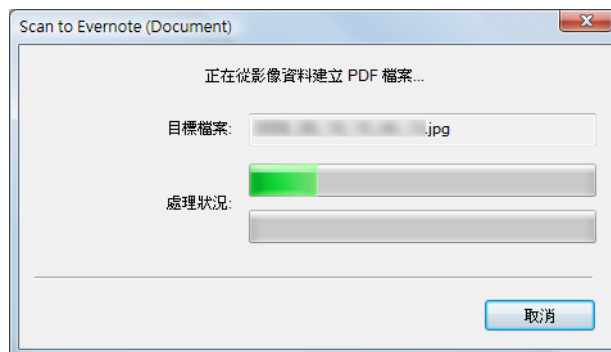 Scan to Evernote (Document)
正在從影像資料建立 PDF 檔案...
目標檔案: .jpg
處理狀況:
取消